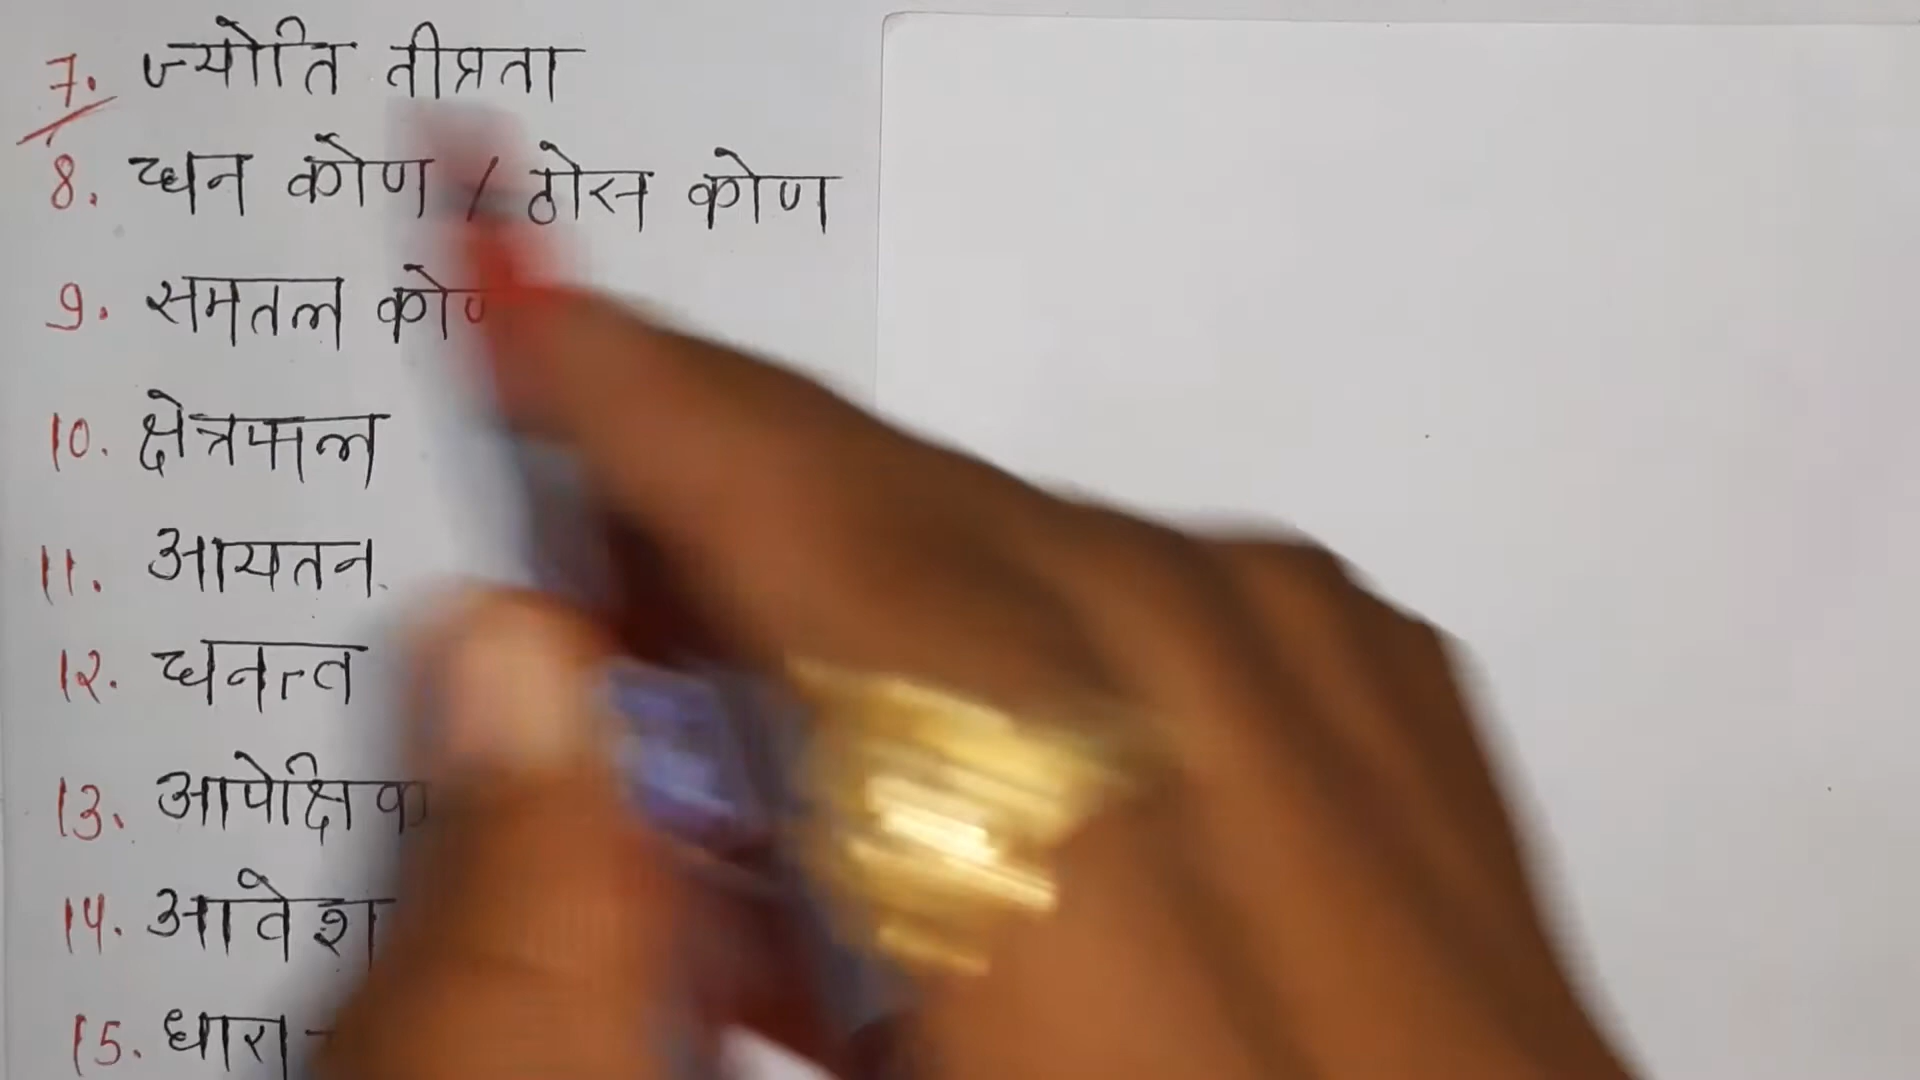 7. ज्योति तीव्रता
8. घन कोण / ठोस कोण
9. समतल कोण
10. क्षेत्रफल
11. आयतन
12. घनत्व
13. आपेक्षिक
14. आवेश
15. धारा -